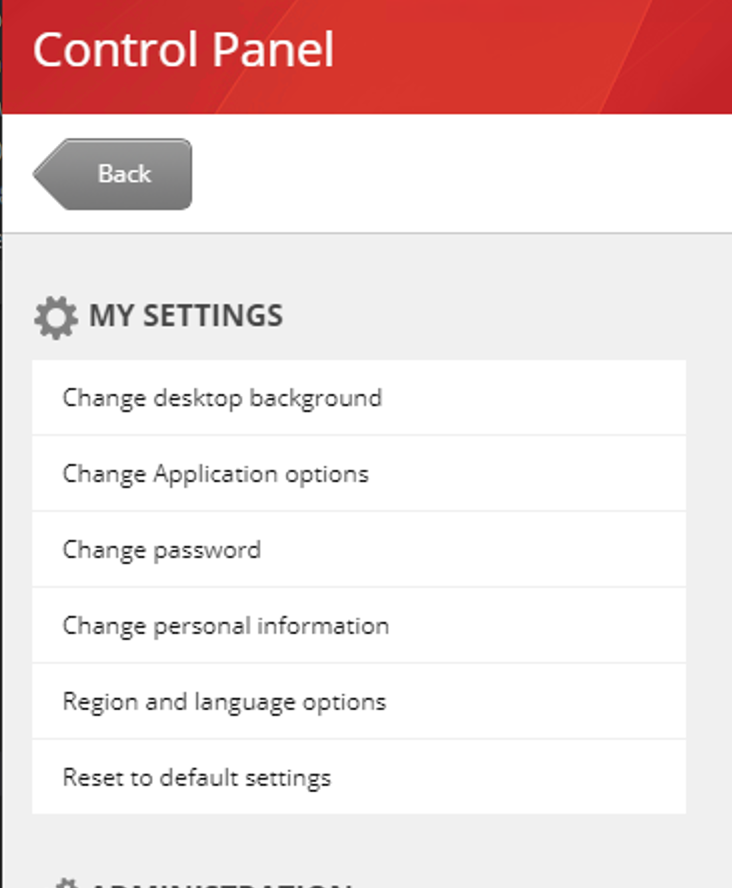 Control Panel
Back
MY SETTINGS
Change desktop background
Change Application options
Change password
Change personal information
Region and language options
Reset to default settings
ADMINISTRATION